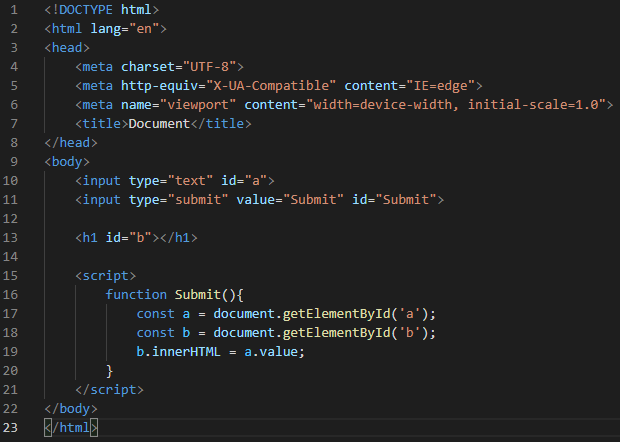 1 <!DOCTYPE html>
2 <html lang="en">
3 <head>
4     <meta charset="UTF-8">
5     <meta http-equiv="X-UA-Compatible" content="IE=edge">
6     <meta name="viewport" content="width=device-width, initial-scale=1.0">
7     <title>Document</title>
8 </head>
9 <body>
10     <input type="text" id="a">
11     <input type="submit" value="Submit" id="Submit">
12
13     <h1 id="b"></h1>
14
15     <script>
16         function Submit(){
17             const a = document.getElementById('a');
18             const b = document.getElementById('b');
19             b.innerHTML = a.value;
20         }
21     </script>
22 </body>
23 </html>